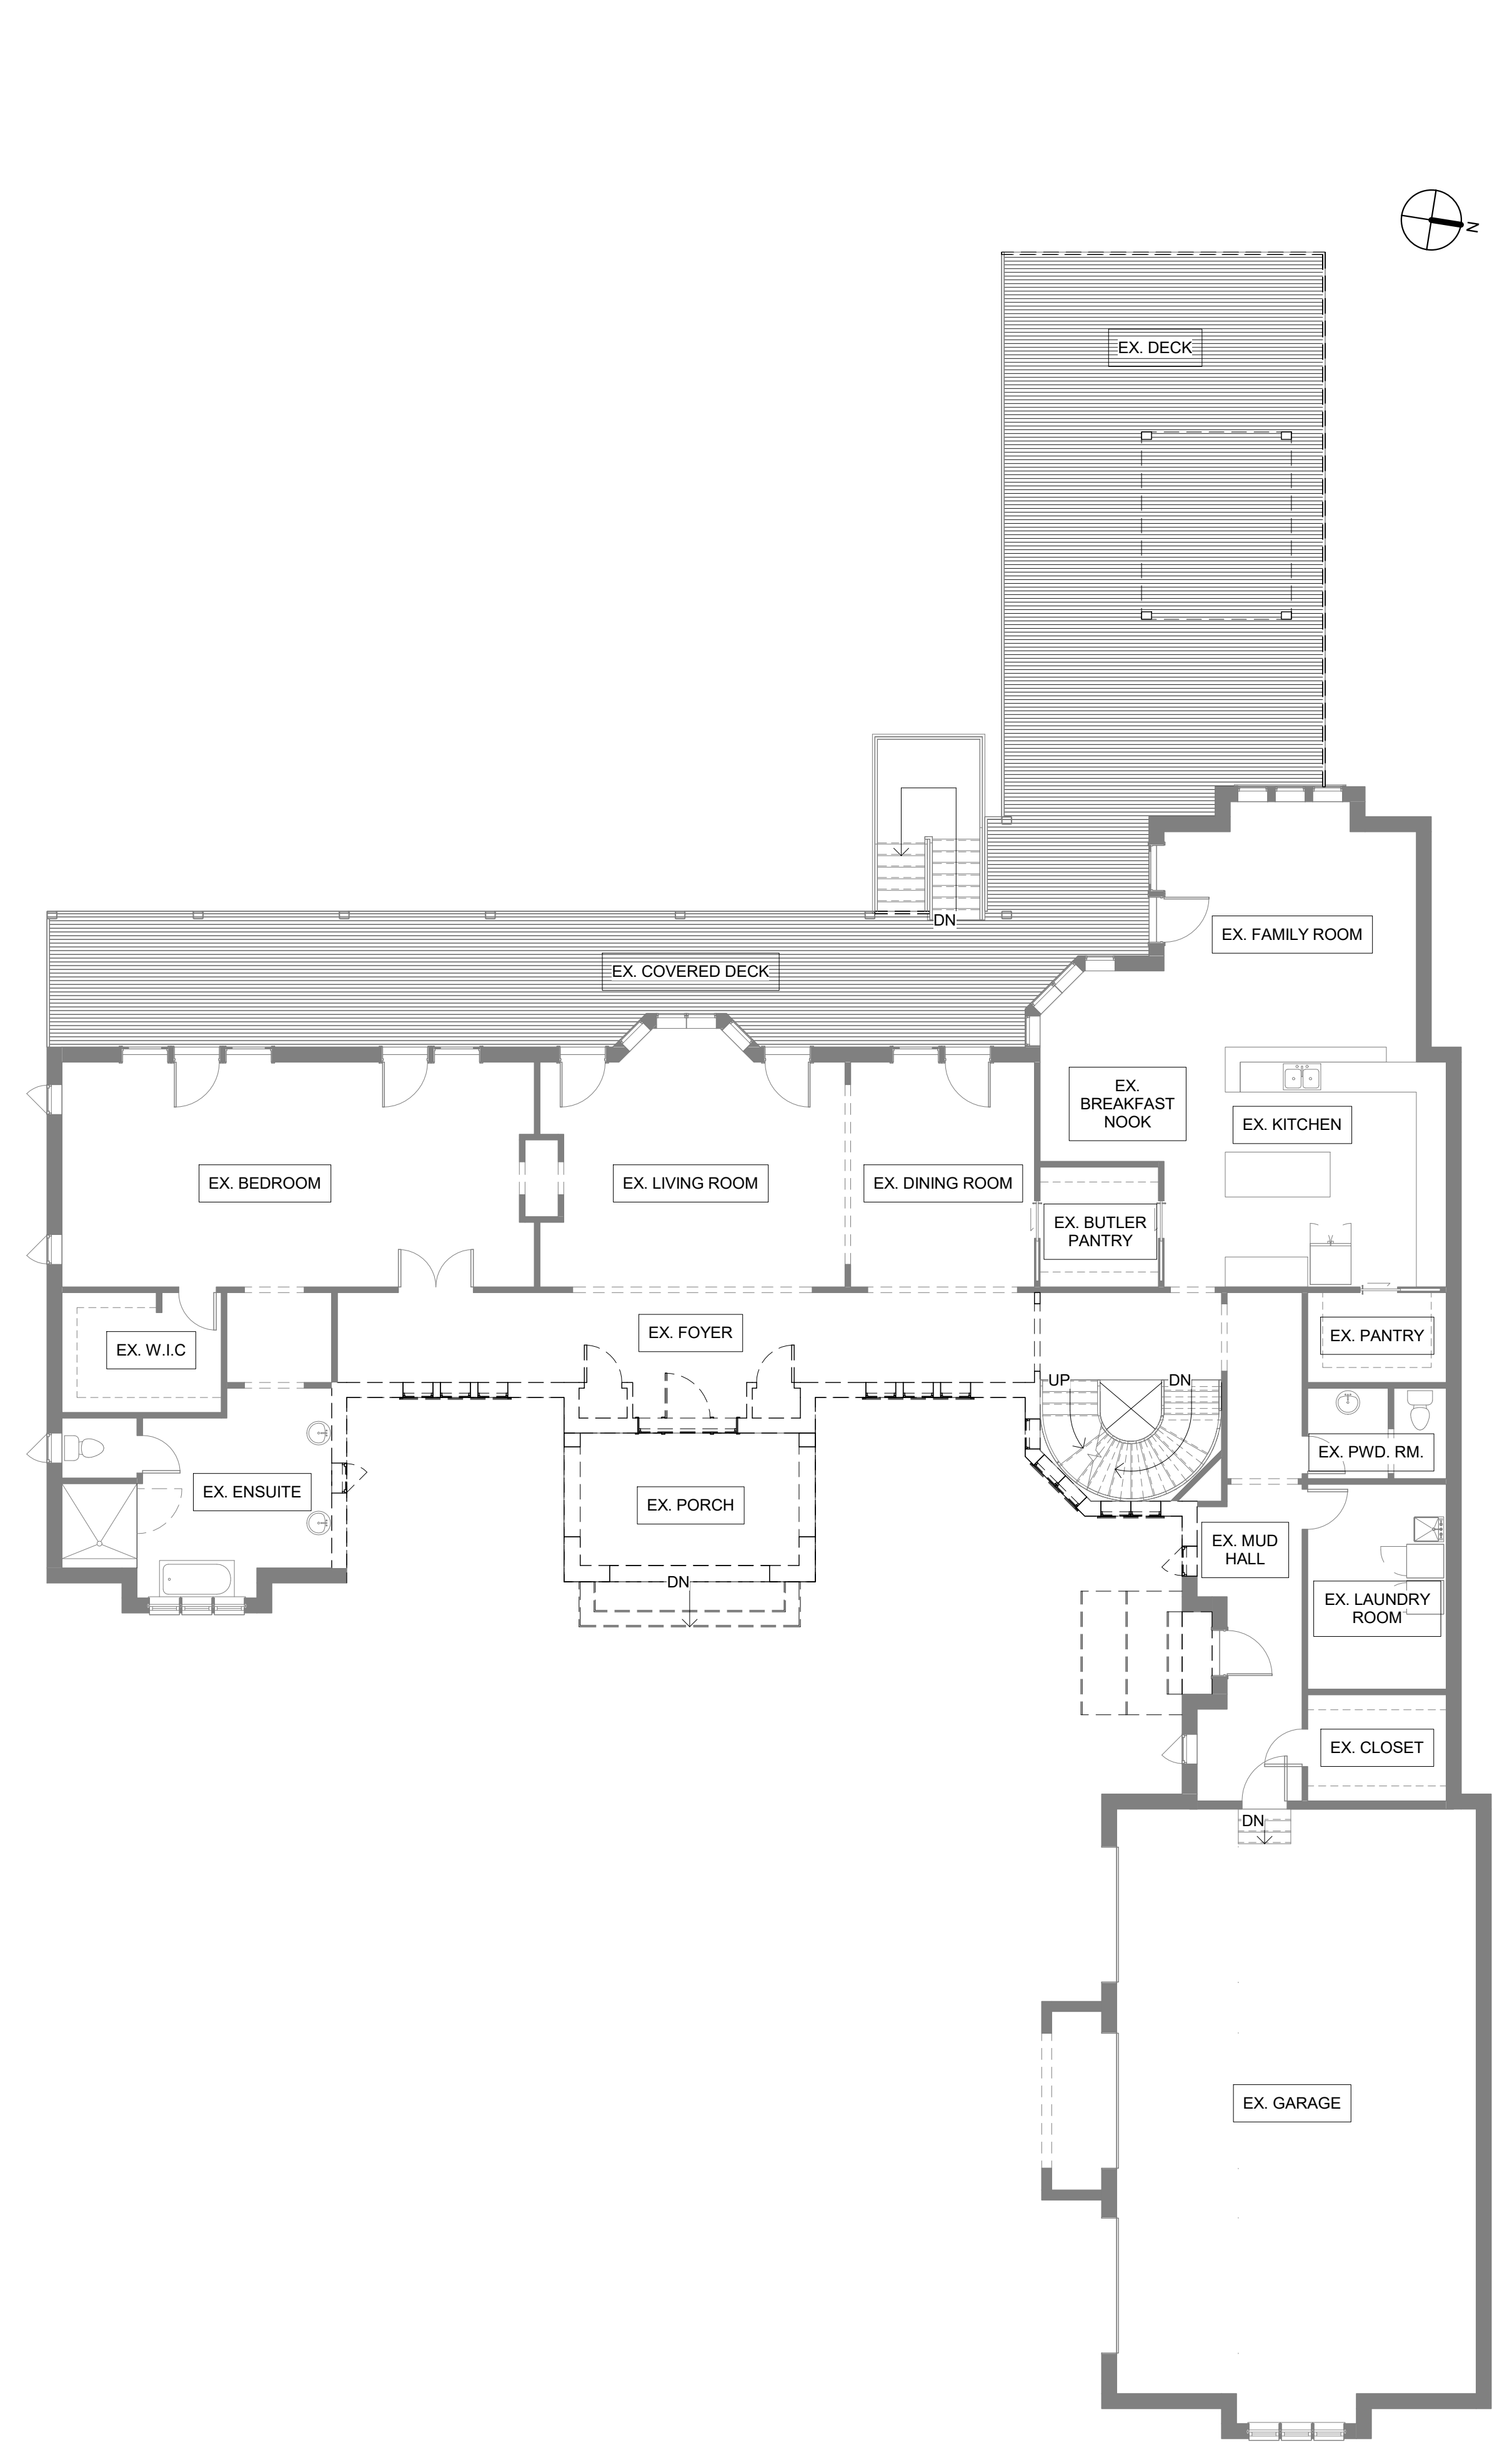 N
EX. DECK
DN
EX. FAMILY ROOM
EX. COVERED DECK
EX.
BREAKFAST
NOOK
EX. KITCHEN
EX. BEDROOM
EX. LIVING ROOM
EX. DINING ROOM
EX. BUTLER
PANTRY
EX. FOYER
EX. PANTRY
EX. W.I.C
UP
DN
EX. PWD. RM.
EX. ENSUITE
EX. PORCH
EX. MUD
HALL
DN
EX. LAUNDRY
ROOM
EX. CLOSET
DN
EX. GARAGE